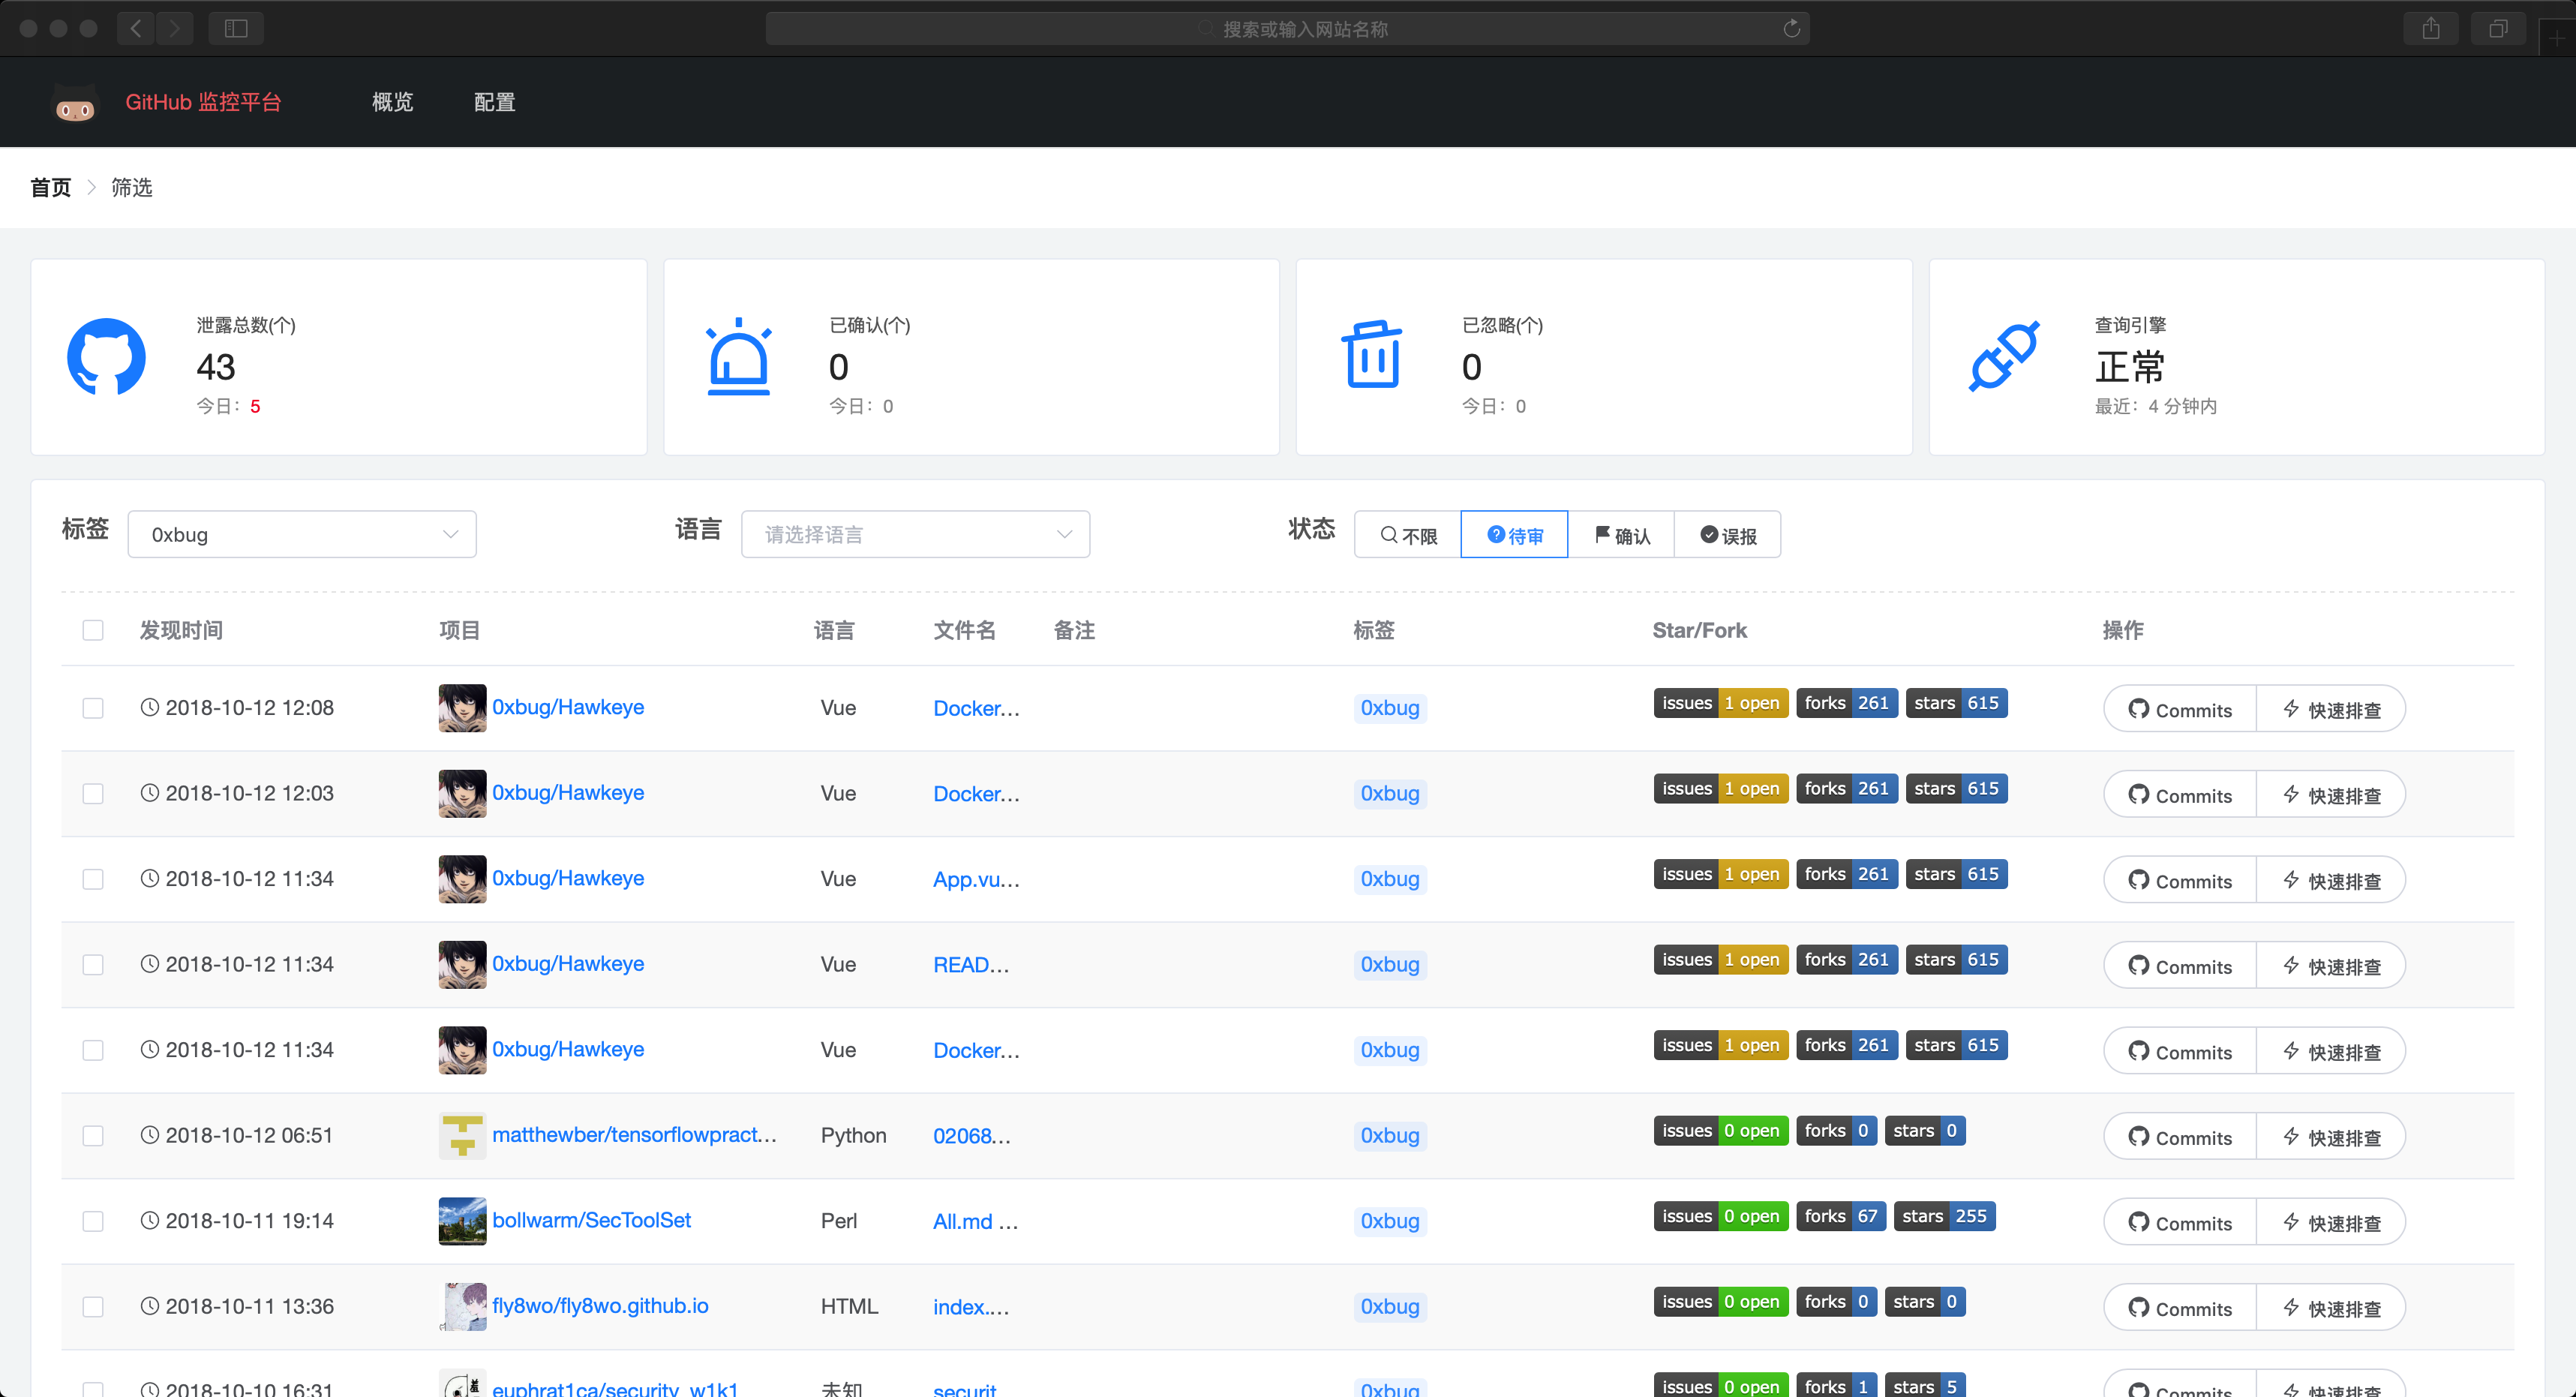 搜索或输入网站名称
GitHub 监控平台 概览 配置
首页 筛选
泄露总数(个)
43
今日：5
已确认(个)
0
今日：0
已忽略(个)
0
今日：0
查询引擎
正常
最近：4 分钟内
标签 0xbug 语言 请选择语言 状态 不限 待审 确认 误报
发现时间 项目 语言 文件名 备注 标签 Star/Fork 操作
2018-10-12 12:08 0xbug/Hawkeye Vue Docker... 0xbug issues 1 open forks 261 stars 615 Commits 快速排查
2018-10-12 12:03 0xbug/Hawkeye Vue Docker... 0xbug issues 1 open forks 261 stars 615 Commits 快速排查
2018-10-12 11:34 0xbug/Hawkeye Vue App.vu... 0xbug issues 1 open forks 261 stars 615 Commits 快速排查
2018-10-12 11:34 0xbug/Hawkeye Vue READ... 0xbug issues 1 open forks 261 stars 615 Commits 快速排查
2018-10-12 11:34 0xbug/Hawkeye Vue Docker... 0xbug issues 1 open forks 261 stars 615 Commits 快速排查
2018-10-12 06:51 matthewber/tensorflowpract... Python 02068... 0xbug issues 0 open forks 0 stars 0 Commits 快速排查
2018-10-11 19:14 bollwarm/SecToolSet Perl All.md ... 0xbug issues 0 open forks 67 stars 255 Commits 快速排查
2018-10-11 13:36 fly8wo/fly8wo.github.io HTML index.... 0xbug issues 0 open forks 0 stars 0 Commits 快速排查
2018-10-10 16:31 euphrat1ca/security_w1k1 未知 securit 0xbug issues 0 open forks 1 stars 5 Commits 快速排查